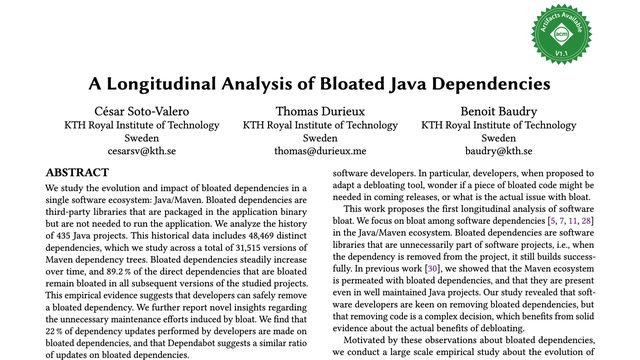 Artifacts Available
acm
V1.1
A Longitudinal Analysis of Bloated Java Dependencies
César Soto-Valero
KTH Royal Institute of Technology
Sweden
cesarsv@kth.se
Thomas Durieux
KTH Royal Institute of Technology
Sweden
thomas@durieux.me
Benoit Baudry
KTH Royal Institute of Technology
Sweden
baudry@kth.se
ABSTRACT
We study the evolution and impact of bloated dependencies in a
single software ecosystem: Java/Maven. Bloated dependencies are
third-party libraries that are packaged in the application binary
but are not needed to run the application. We analyze the history
of 435 Java projects. This historical data includes 48,469 distinct
dependencies, which we study across a total of 31,515 versions of
Maven dependency trees. Bloated dependencies steadily increase
over time, and 89.2 % of the direct dependencies that are bloated
remain bloated in all subsequent versions of the studied projects.
This empirical evidence suggests that developers can safely remove
a bloated dependency. We further report novel insights regarding
the unnecessary maintenance efforts induced by bloat. We find that
22 % of dependency updates performed by developers are made on
bloated dependencies, and that Dependabot suggests a similar ratio
of updates on bloated dependencies.
software developers. In particular, developers, when proposed to
adapt a debloating tool, wonder if a piece of bloated code might be
needed in coming releases, or what is the actual issue with bloat.
This work proposes the first longitudinal analysis of software
bloat. We focus on bloat among software dependencies [5, 7, 11, 28]
in the Java/Maven ecosystem. Bloated dependencies are software
libraries that are unnecessarily part of software projects, i.e., when
the dependency is removed from the project, it still builds success-
fully. In previous work [30], we showed that the Maven ecosystem
is permeated with bloated dependencies, and that they are present
even in well maintained Java projects. Our study revealed that soft-
ware developers are keen on removing bloated dependencies, but
that removing code is a complex decision, which benefits from solid
evidence about the actual benefits of debloating.
Motivated by these observations about bloated dependencies,
we conduct a large scale empirical study about the evolution of